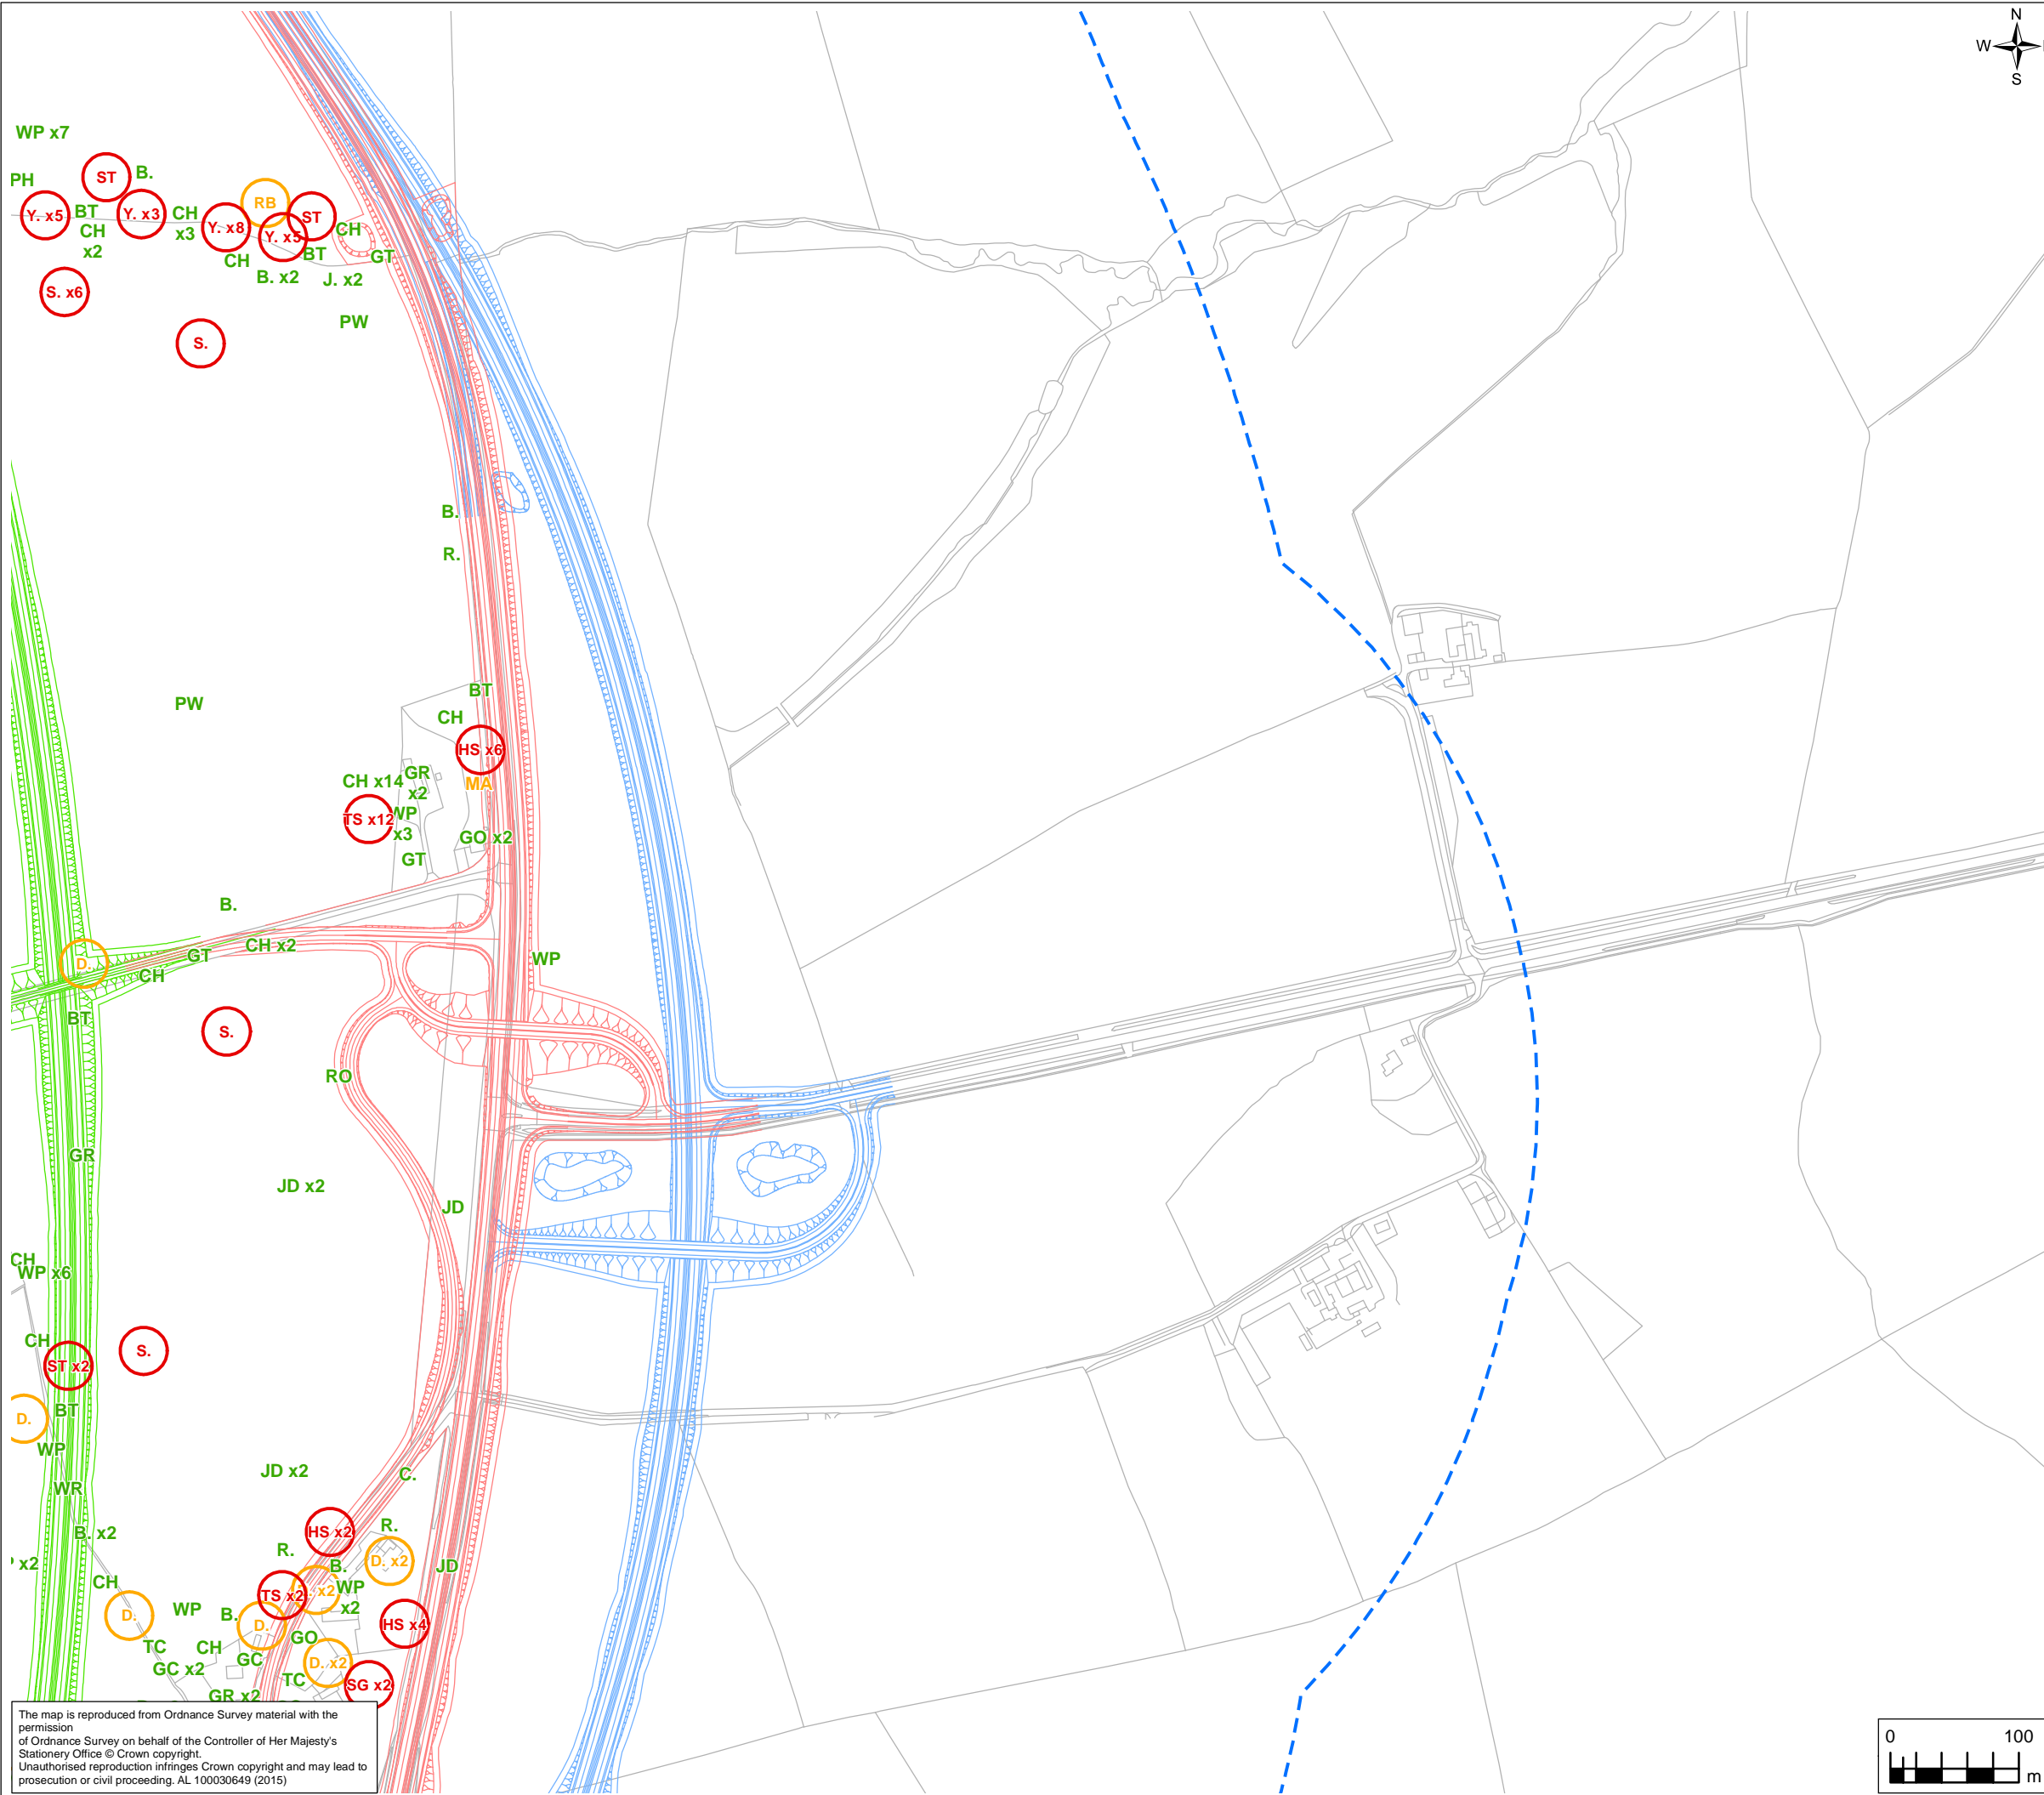 N
W
S
WP x7
PH
ST
B.
Y. x5
BT
Y. x3
CH
x3
CH
x2
Y. x8
RB
ST
Y. x5
CH
CH
BT
GT
B. x2
J. x2
S. x6
PW
S.
B.
R.
BT
PW
CH
HS x6
MA
CH x14
GR
x2
TS x12
WP
x3
GO x2
GT
B.
CH x2
GT
D.
CH
WP
BT
S.
RO
GR
JD x2
JD
CH
WP x6
CH
ST x2
S.
BT
D.
WP
JD x2
C.
WR
B. x2
HS x2
R.
R.
x2
D. x2
B.
JD
CH
TS x2
x2
WP
x2
D.
WP
B.
D.
HS x4
TC
CH
GO
GC x2
GC
D. x2
TC
SG x2
GR x2
The map is reproduced from Ordnance Survey material with the
permission
of Ordnance Survey on behalf of the Controller of Her Majesty's
Stationery Office © Crown copyright.
Unauthorised reproduction infringes Crown copyright and may lead to
prosecution or civil proceeding. AL 100030649 (2015)
0 100
m